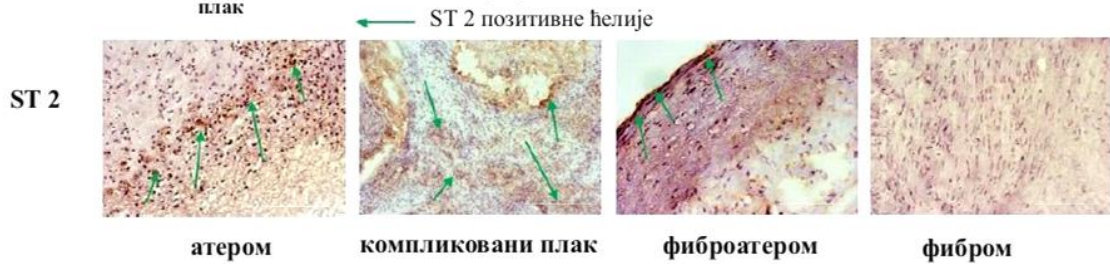 плак
ST 2 позитивне ћелије
ST 2
атером
компликовани плак
фиброатером
фибром